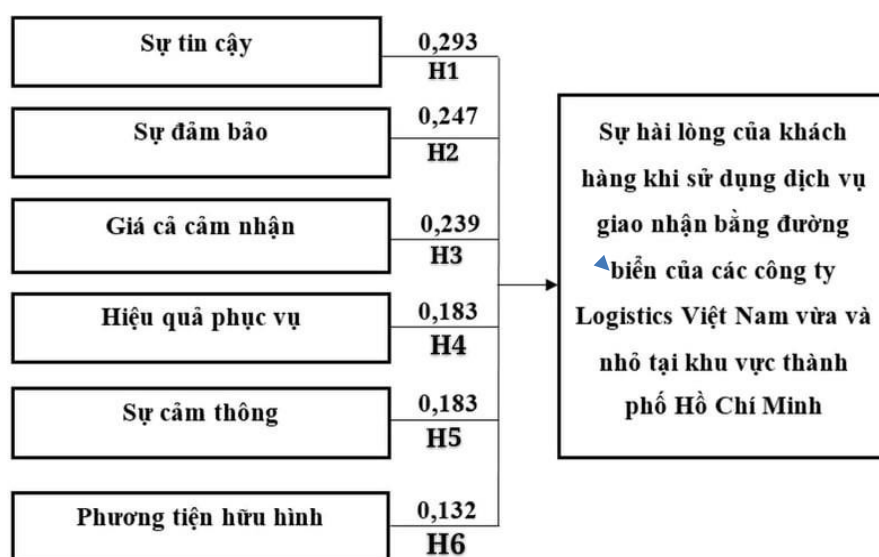 Sự tin cậy
0,293
H1
Sự đảm bảo
0,247
H2
Giá cả cảm nhận
0,239
H3
Hiệu quả phục vụ
0,183
H4
Sự cảm thông
0,183
H5
Phương tiện hữu hình
0,132
H6
Sự hài lòng của khách
hàng khi sử dụng dịch vụ
giao nhận bằng đường
biển của các công ty
Logistics Việt Nam vừa và
nhỏ tại khu vực thành
phố Hồ Chí Minh